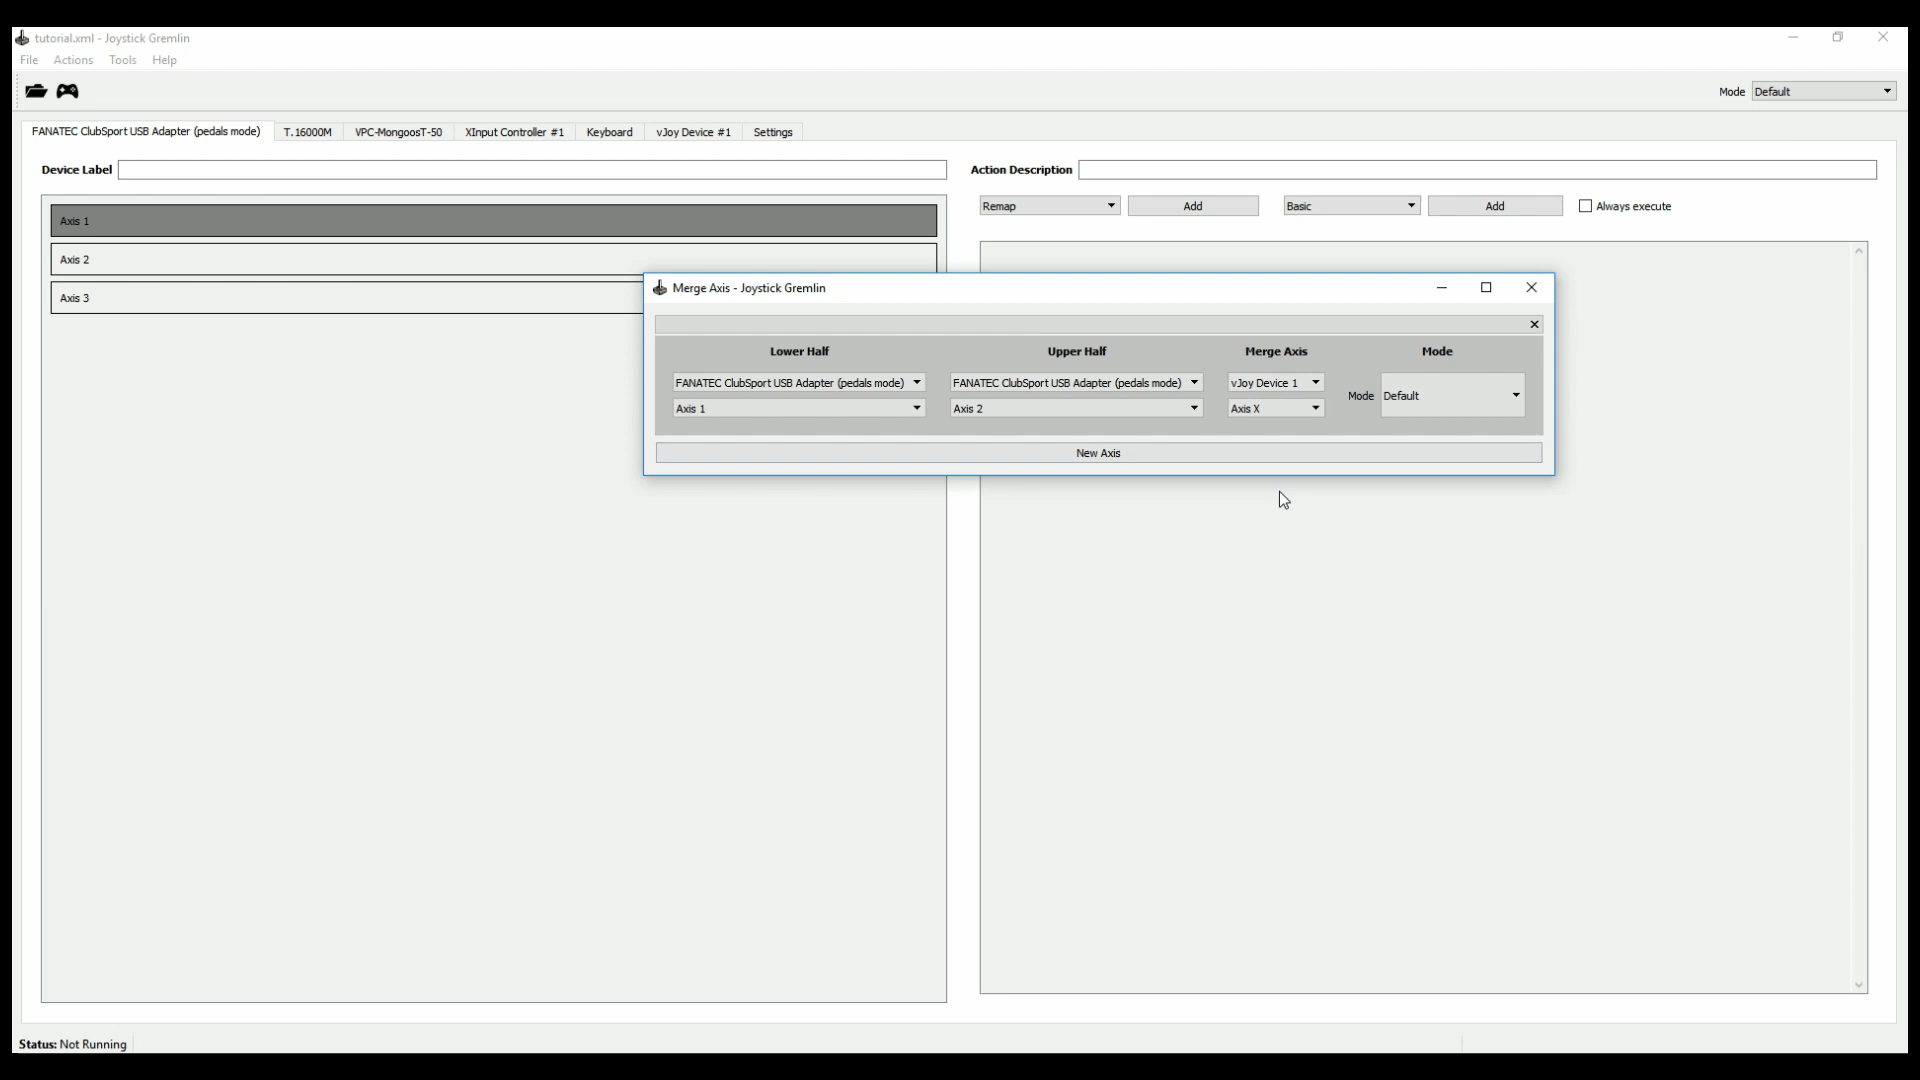 tutorial.xml - Joystick Gremlin
File Actions Tools Help
Mode Default
FANATEC ClubSport USB Adapter (pedals mode) T.16000M VPC-MongoosT-50 XInput Controller #1 Keyboard vJoy Device #1 Settings
Device Label
Action Description
Remap Add Basic Add Always execute
Axis 1
Axis 2
Axis 3
Merge Axis - Joystick Gremlin
Lower Half Upper Half Merge Axis Mode
FANATEC ClubSport USB Adapter (pedals mode) FANATEC ClubSport USB Adapter (pedals mode) vJoy Device 1
Mode Default
Axis 1 Axis 2 Axis X
New Axis
Status: Not Running